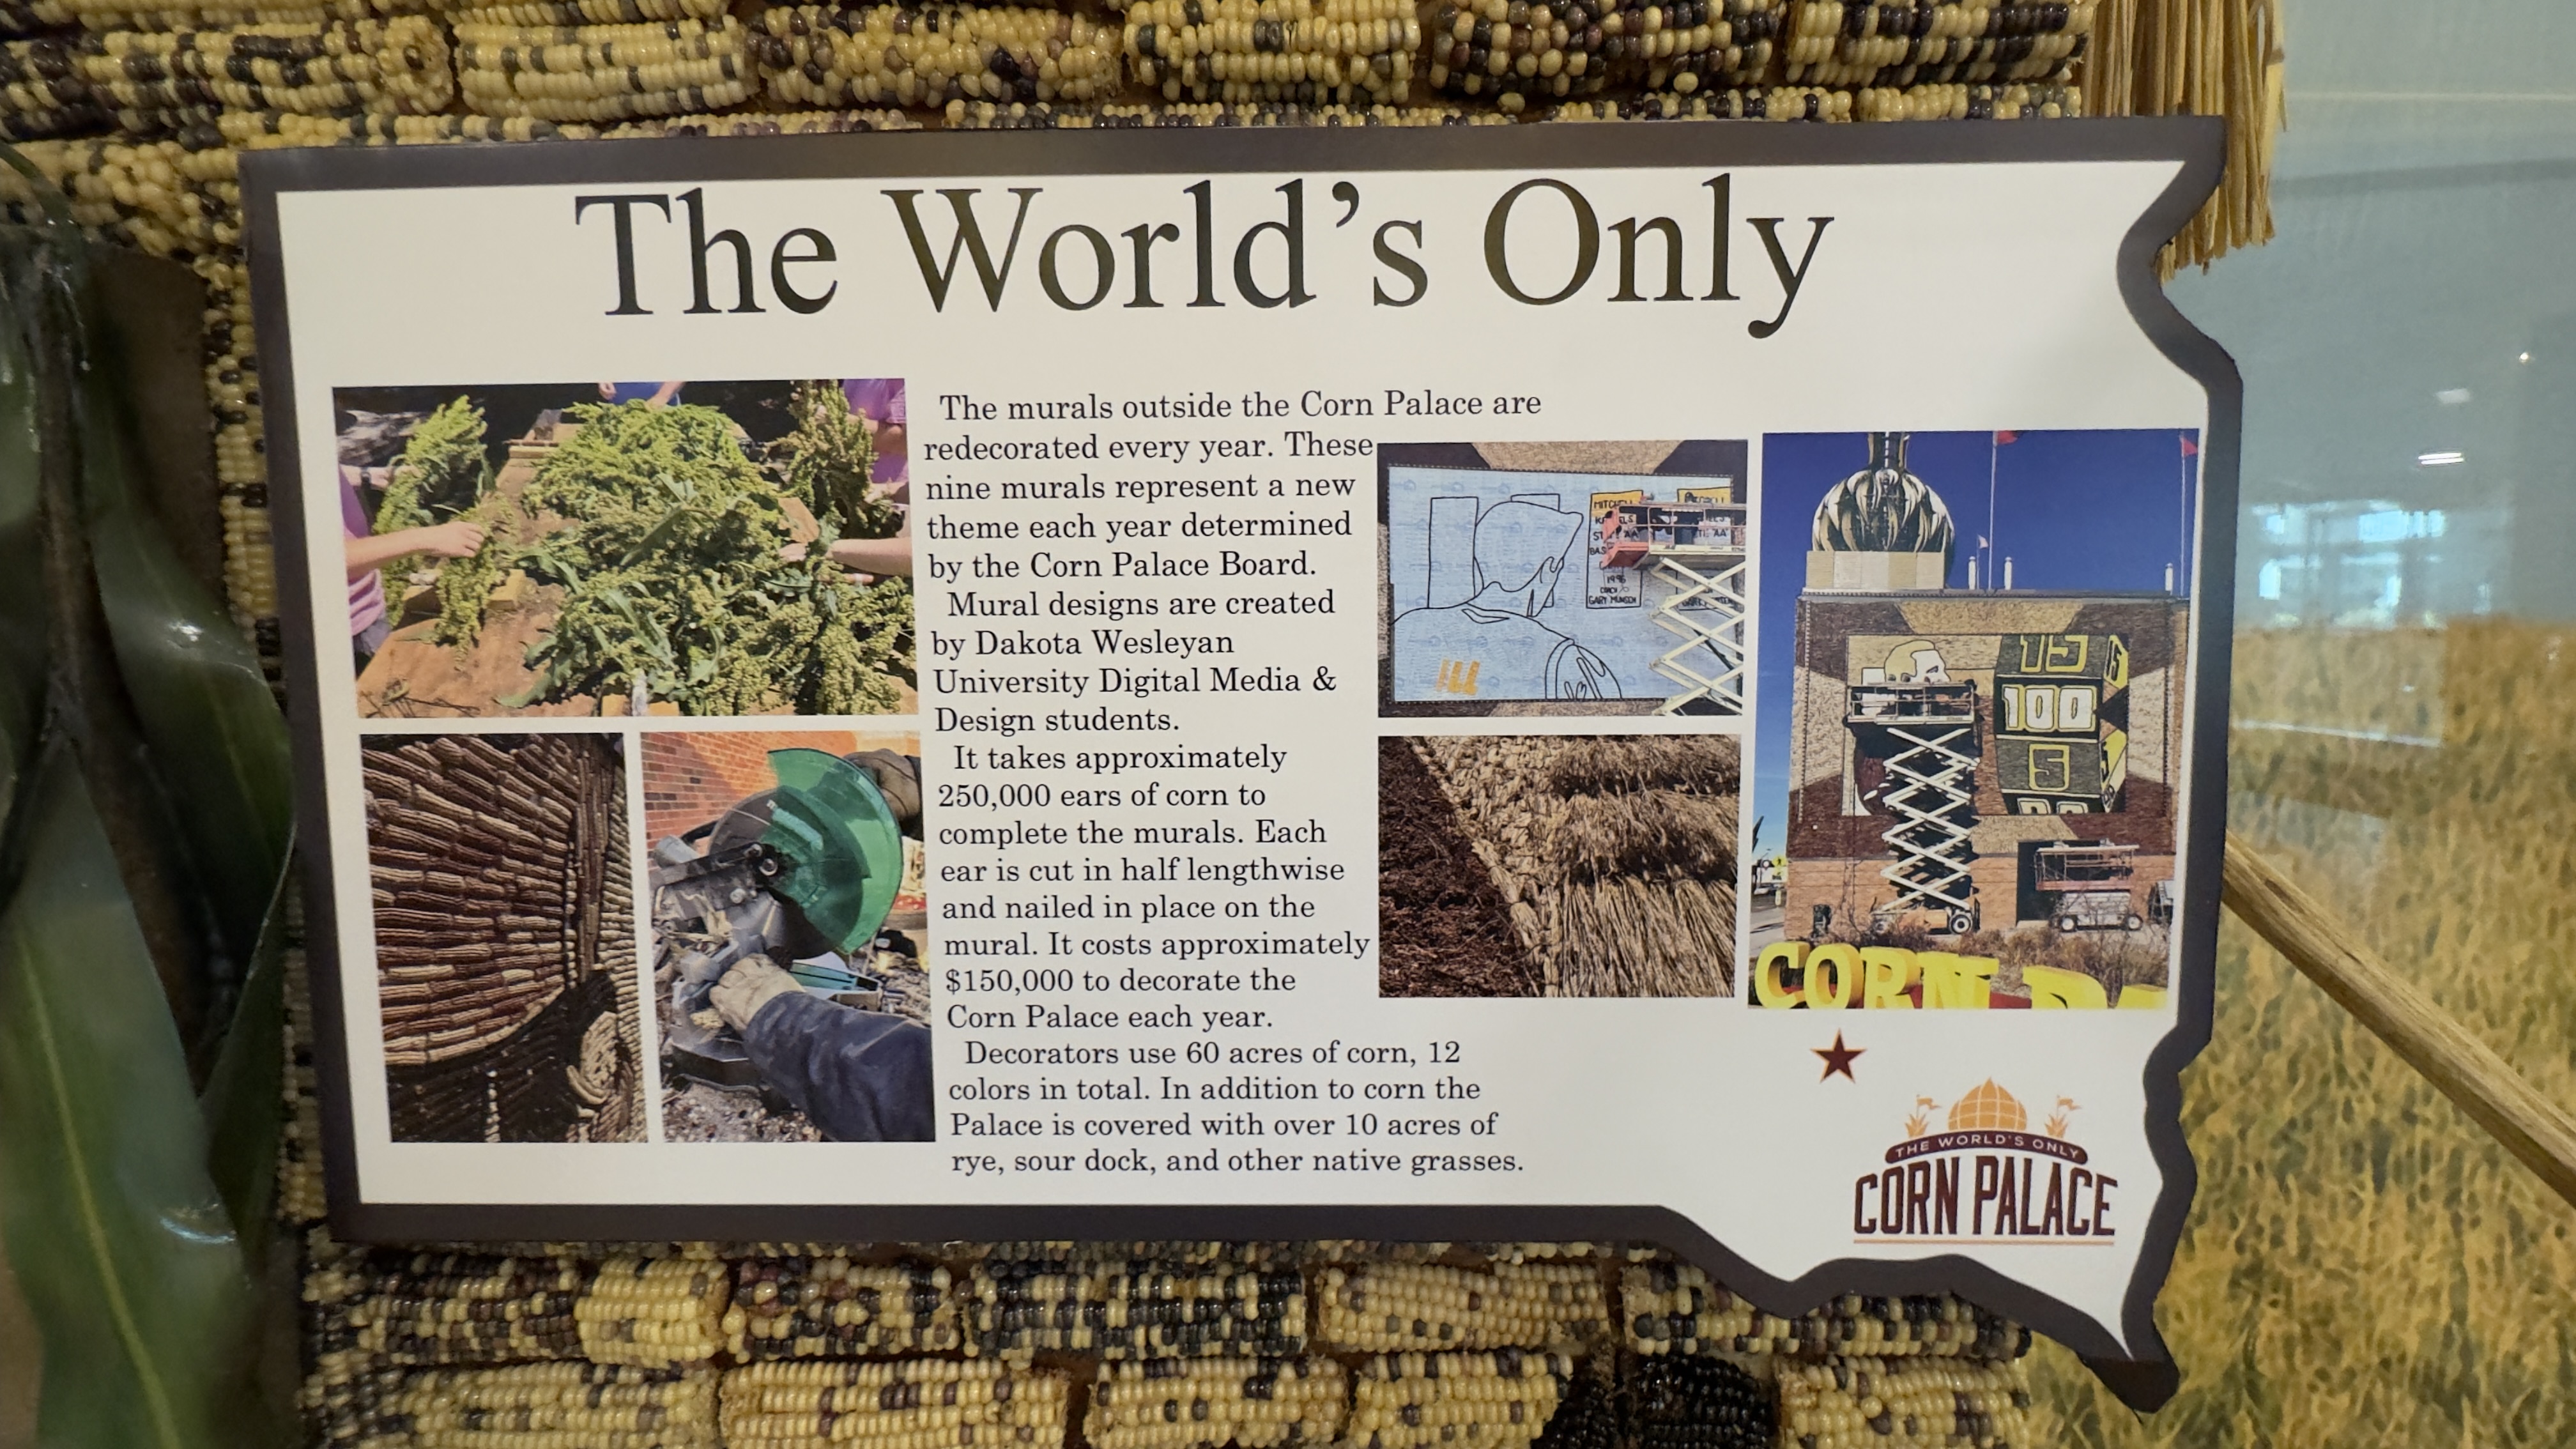 The World's Only
The murals outside the Corn Palace are
redecorated every year. These
nine murals represent a new
theme each year determined
by the Corn Palace Board.
Mural designs are created
by Dakota Wesleyan
University Digital Media &
Design students.
It takes approximately
250,000 ears of corn to
complete the murals. Each
ear is cut in half lengthwise
and nailed in place on the
mural. It costs approximately
$150,000 to decorate the
Corn Palace each year.
Decorators use 60 acres of corn, 12
colors in total. In addition to corn the
Palace is covered with over 10 acres of
rye, sour dock, and other native grasses.
MITCHELL
1996
GARY MUNSEN
15
15
100
5
CORN
THE WORLD'S ONLY
CORN PALACE